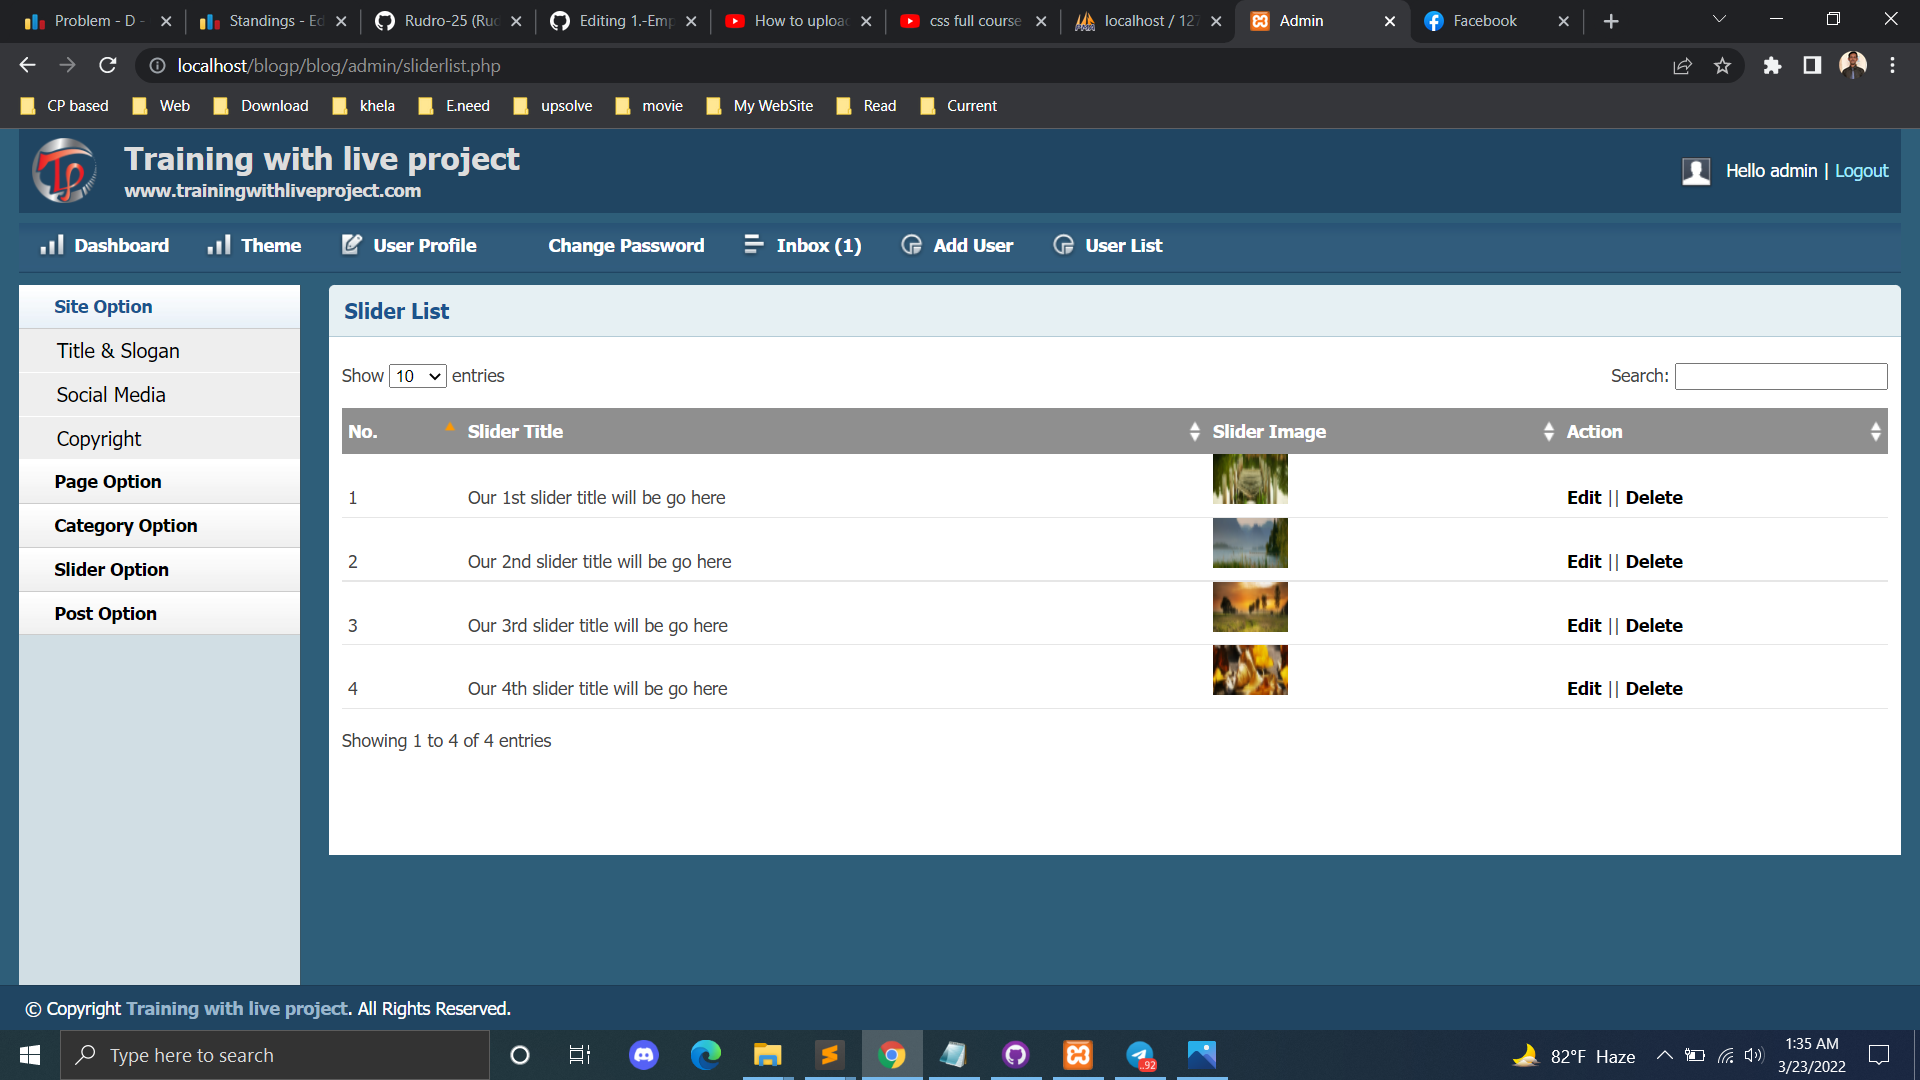 Problem - D -
Standings - Ed
Rudro-25 (Rud
Editing 1.-Emp
How to uploa
css full course
localhost / 127
Admin
Facebook
localhost/blogp/blog/admin/sliderlist.php
CP based
Web
Download
khela
E.need
upsolve
movie
My WebSite
Read
Current
Training with live project
www.trainingwithliveproject.com
Hello admin | Logout
Dashboard
Theme
User Profile
Change Password
Inbox (1)
Add User
User List
Site Option
Title & Slogan
Social Media
Copyright
Page Option
Category Option
Slider Option
Post Option
Slider List
Show 10 entries
Search:
No. Slider Title Slider Image Action
1 Our 1st slider title will be go here Edit || Delete
2 Our 2nd slider title will be go here Edit || Delete
3 Our 3rd slider title will be go here Edit || Delete
4 Our 4th slider title will be go here Edit || Delete
Showing 1 to 4 of 4 entries
© Copyright Training with live project. All Rights Reserved.
Type here to search
..92
82°F Haze
1:35 AM
3/23/2022